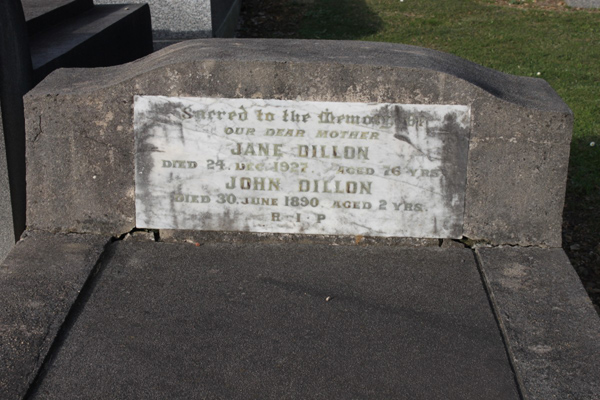 Sacred to the Memory of
OUR DEAR MOTHER
JANE DILLON
DIED 24. DEC. 1927. AGED 76 YRS.
JOHN DILLON
DIED 30. JUNE 1890. AGED 2 YRS.
R-I-P